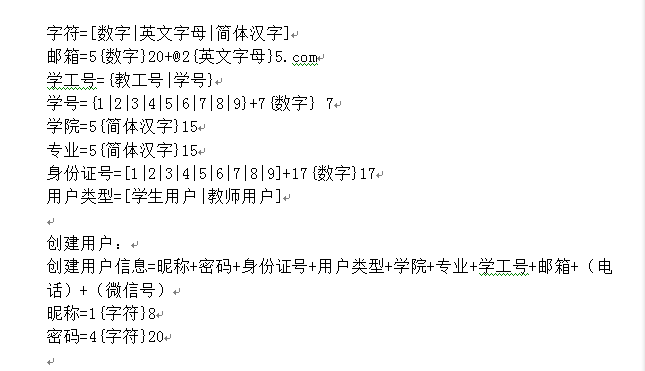 字符=[数字|英文字母|简体汉字]
邮箱=5{数字}20+@2{英文字母}5.com
学工号={教工号|学号}
学号={1|2|3|4|5|6|7|8|9}+7{数字} 7
学院=5{简体汉字}15
专业=5{简体汉字}15
身份证号=[1|2|3|4|5|6|7|8|9]+17{数字}17
用户类型=[学生用户|教师用户]
创建用户：
创建用户信息=昵称+密码+身份证号+用户类型+学院+专业+学工号+邮箱+（电
话）+（微信号）
昵称=1{字符}8
密码=4{字符}20